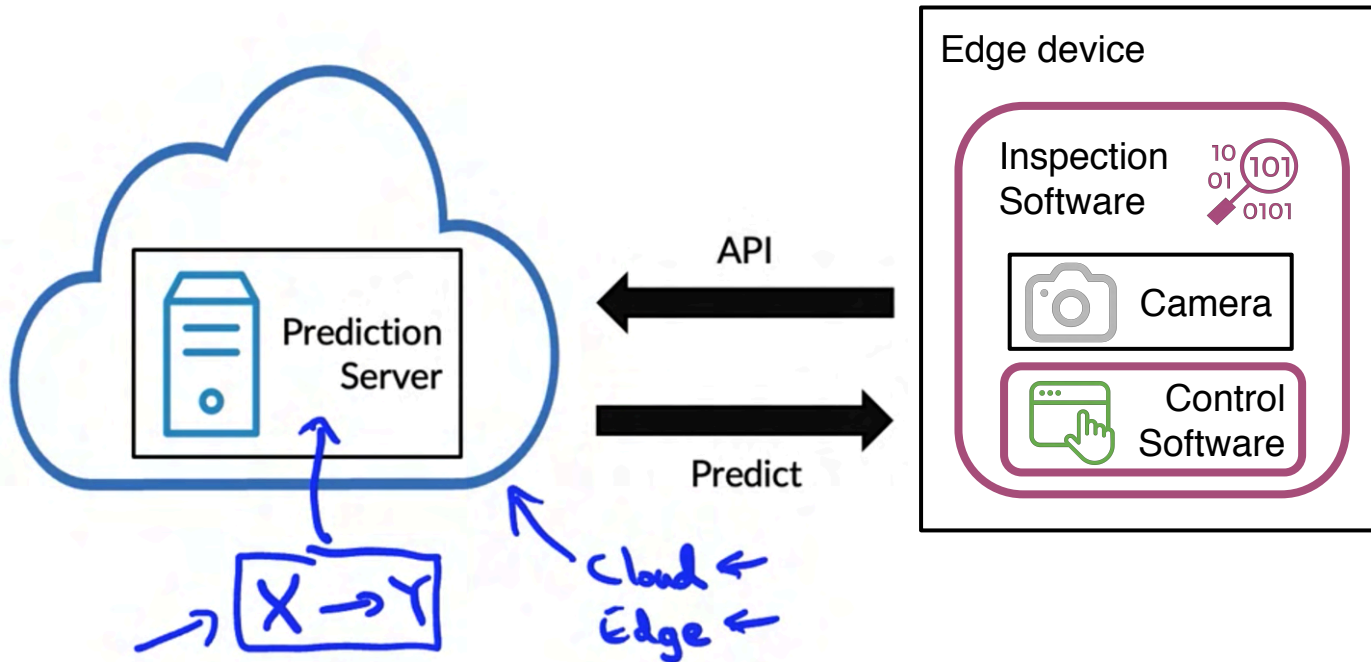 Edge device
Inspection
Software
10
01
101
0101
API
Camera
Prediction
Server
Control
Software
Predict
X → Y
Cloud ←
Edge ←